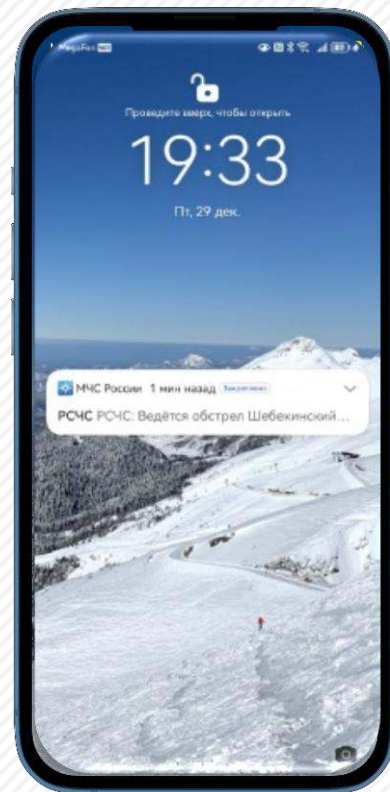 MegaFon
Проведите вверх, чтобы открыть
19:33
Пт, 29 дек.
МЧС России 1 мин назад
РСЧС РСЧС: Ведётся обстрел Шебекинский...